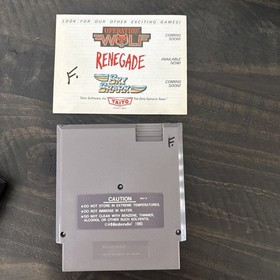 LOOK FOR OUR OTHER EXCITING GAMES!
OPERATION
WOLF
COMING
SOON!
RENEGADE
AVAILABLE
NOW!
F.
SKY
SHARK
COMING
SOON!
TAITO
F.
CAUTION
●DO NOT STORE IN EXTREME TEMPERATURES.
●DO NOT IMMERSE IN WATER.
●DO NOT CLEAN WITH BENZENE, THINNER,
ALCOHOL OR OTHER SUCH SOLVENTS.
©Nintendo 1985